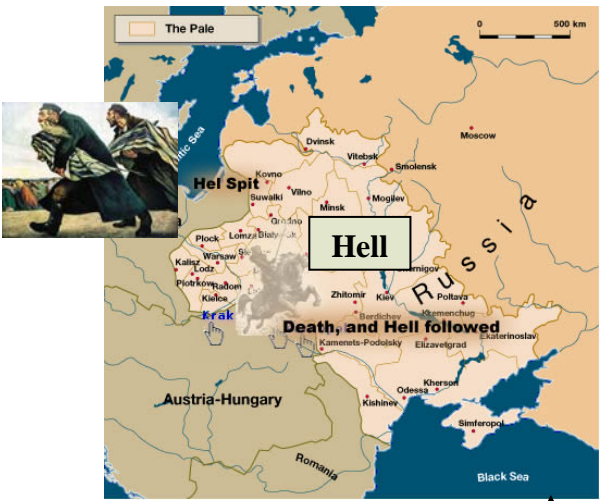 The Pale
0 500 km
Moscow
tic Sea
Dvinsk
Vitebsk
Smolensk
Hel Spit
Kovno
Vilno
Suwalki
Minsk
Mogilev
Grodno
Plock
Lomza
Hell
Warsaw
Kalisz
Lodz
Piotrkow
Radom
Kielce
Russia
Zhitomir
Kiev
Poltava
Krak
Berdichev
Kremenchug
Death, and Hell followed
Ekaterinoslav
Kamenets-Podolsky
Elizavetgrad
Austria-Hungary
Kishinev
Odessa
Kherson
Simferopol
Romania
Black Sea